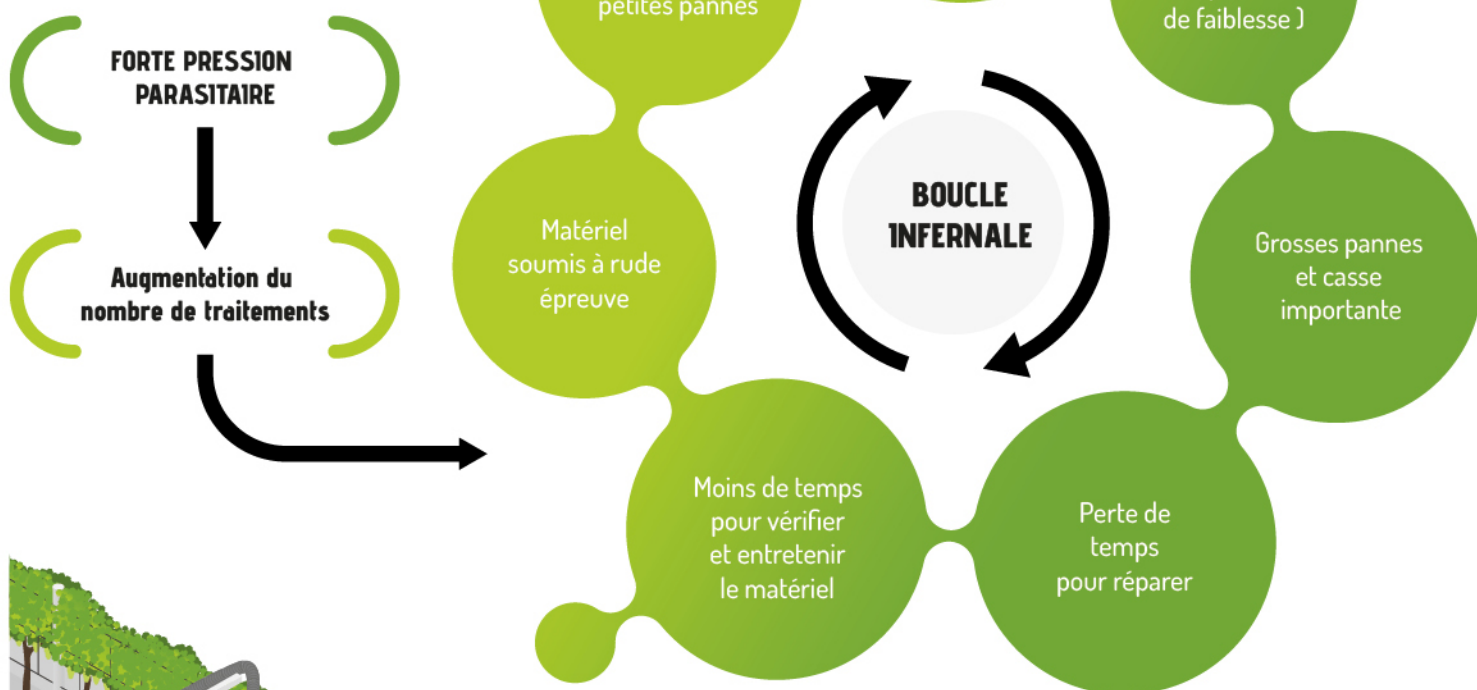 petites pannes
de faiblesse )
FORTE PRESSION
PARASITAIRE
Augmentation du
nombre de traitements
Matériel
soumis à rude
épreuve
BOUCLE
INFERNALE
Grosses pannes
et casse
importante
Moins de temps
pour vérifier
et entretenir
le matériel
Perte de
temps
pour réparer